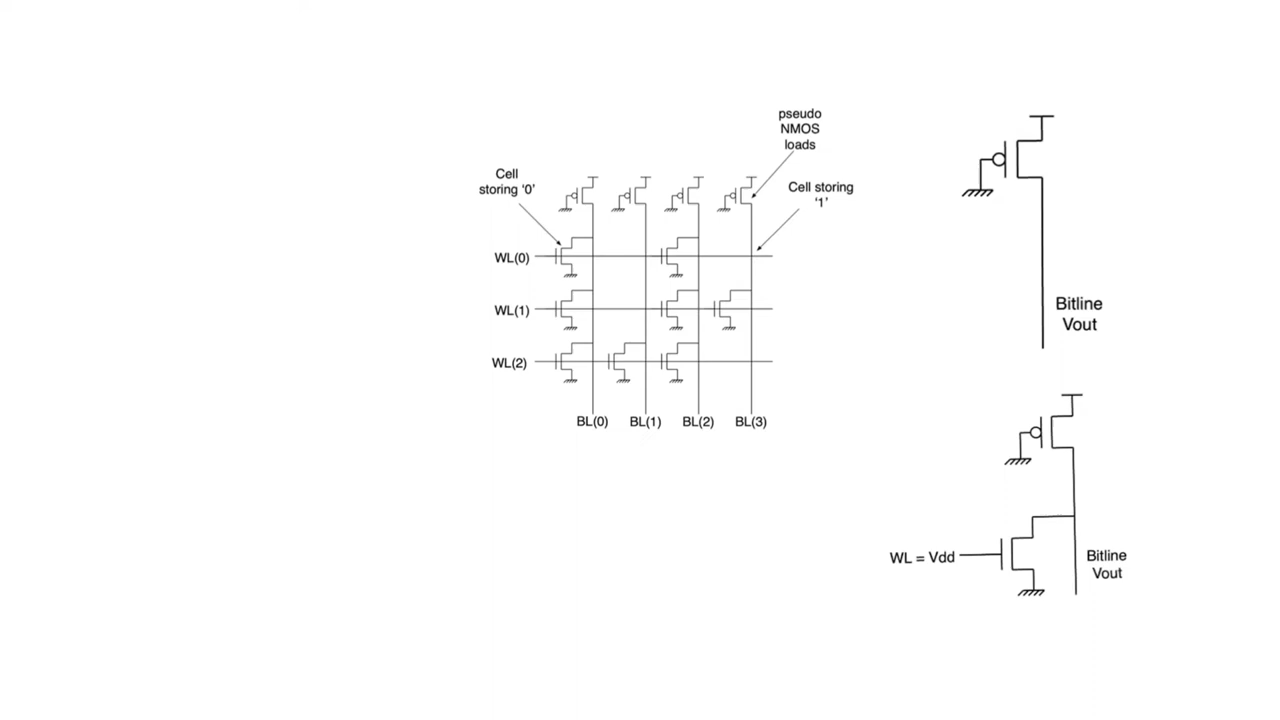 pseudo
NMOS
loads
Cell
storing ‘0’
Cell storing
‘1’
WL(0)
WL(1)
WL(2)
BL(0)
BL(1)
BL(2)
BL(3)
Bitline
Vout
WL = Vdd
Bitline
Vout